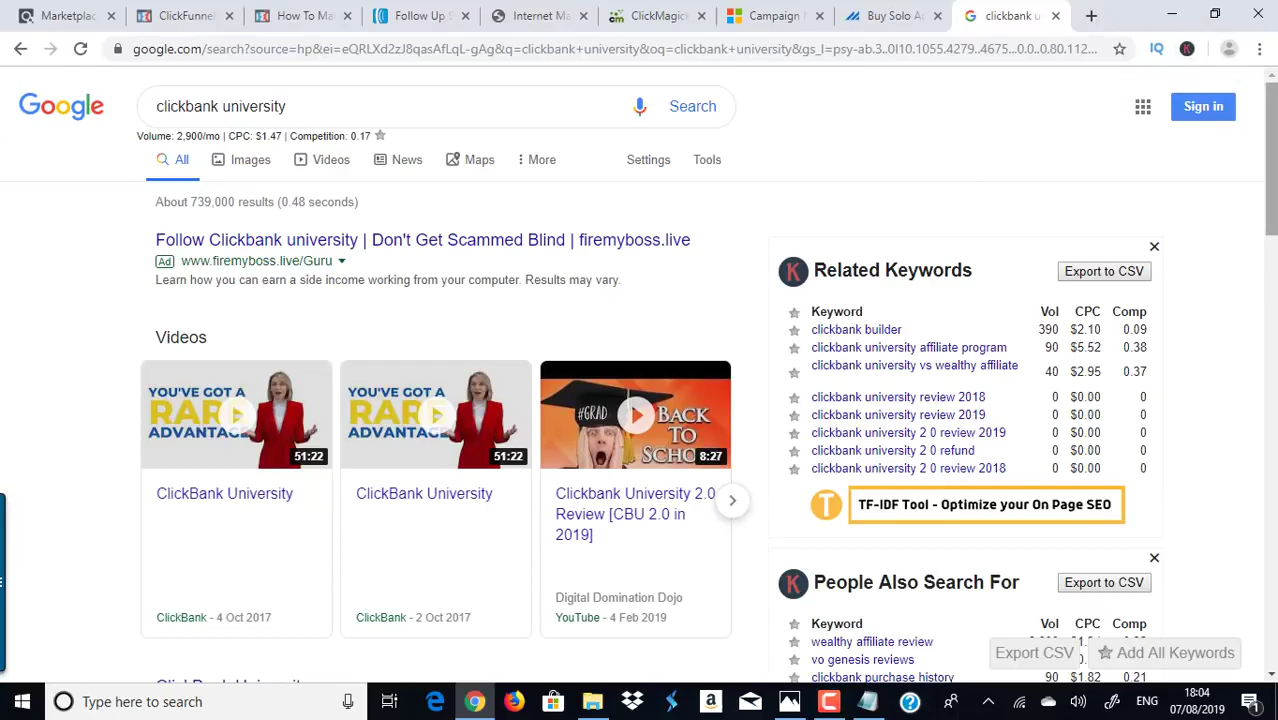 Marketplac
ClickFunnel
How To Ma
Follow Up S
Internet Ma
ClickMagick
Campaign M
Buy Solo A
clickbank un
google.com/search?source=hp&ei=eQRLXd2zJ8qasAfLqL-gAg&q=clickbank+university&oq=clickbank+university&gs_l=psy-ab.3..0l10.1055.4279..4675...0.0..0.80.112...
IQ
K
Google
clickbank university
Search
Sign in
Volume: 2,900/mo | CPC: $1.47 | Competition: 0.17
All
Images
Videos
News
Maps
More
Settings
Tools
About 739,000 results (0.48 seconds)
Follow Clickbank university | Don't Get Scammed Blind | firemyboss.live
Ad www.firemyboss.live/Guru
Learn how you can earn a side income working from your computer. Results may vary.
Videos
YOU'VE GOT A
RARE
ADVANTAGE
51:22
ClickBank University
ClickBank - 4 Oct 2017
YOU'VE GOT A
RARE
ADVANTAGE
51:22
ClickBank University
ClickBank - 2 Oct 2017
#GRAD
BACK
TO
SCHO
8:27
Clickbank University 2.0
Review [CBU 2.0 in
2019]
Digital Domination Dojo
YouTube - 4 Feb 2019
K Related Keywords Export to CSV
Keyword Vol CPC Comp
clickbank builder 390 $2.10 0.09
clickbank university affiliate program 90 $5.52 0.38
clickbank university vs wealthy affiliate 40 $2.95 0.37
clickbank university review 2018 0 $0.00 0
clickbank university review 2019 0 $0.00 0
clickbank university 2 0 review 2019 0 $0.00 0
clickbank university 2 0 refund 0 $0.00 0
clickbank university 2 0 review 2018 0 $0.00 0
T TF-IDF Tool - Optimize your On Page SEO
K People Also Search For Export to CSV
Keyword Vol CPC Comp
wealthy affiliate review
vo genesis reviews
clickbank purchase history 90 $1.82 0.21
Export CSV
Add All Keywords
Type here to search
ENG
18:04
07/08/2019
1